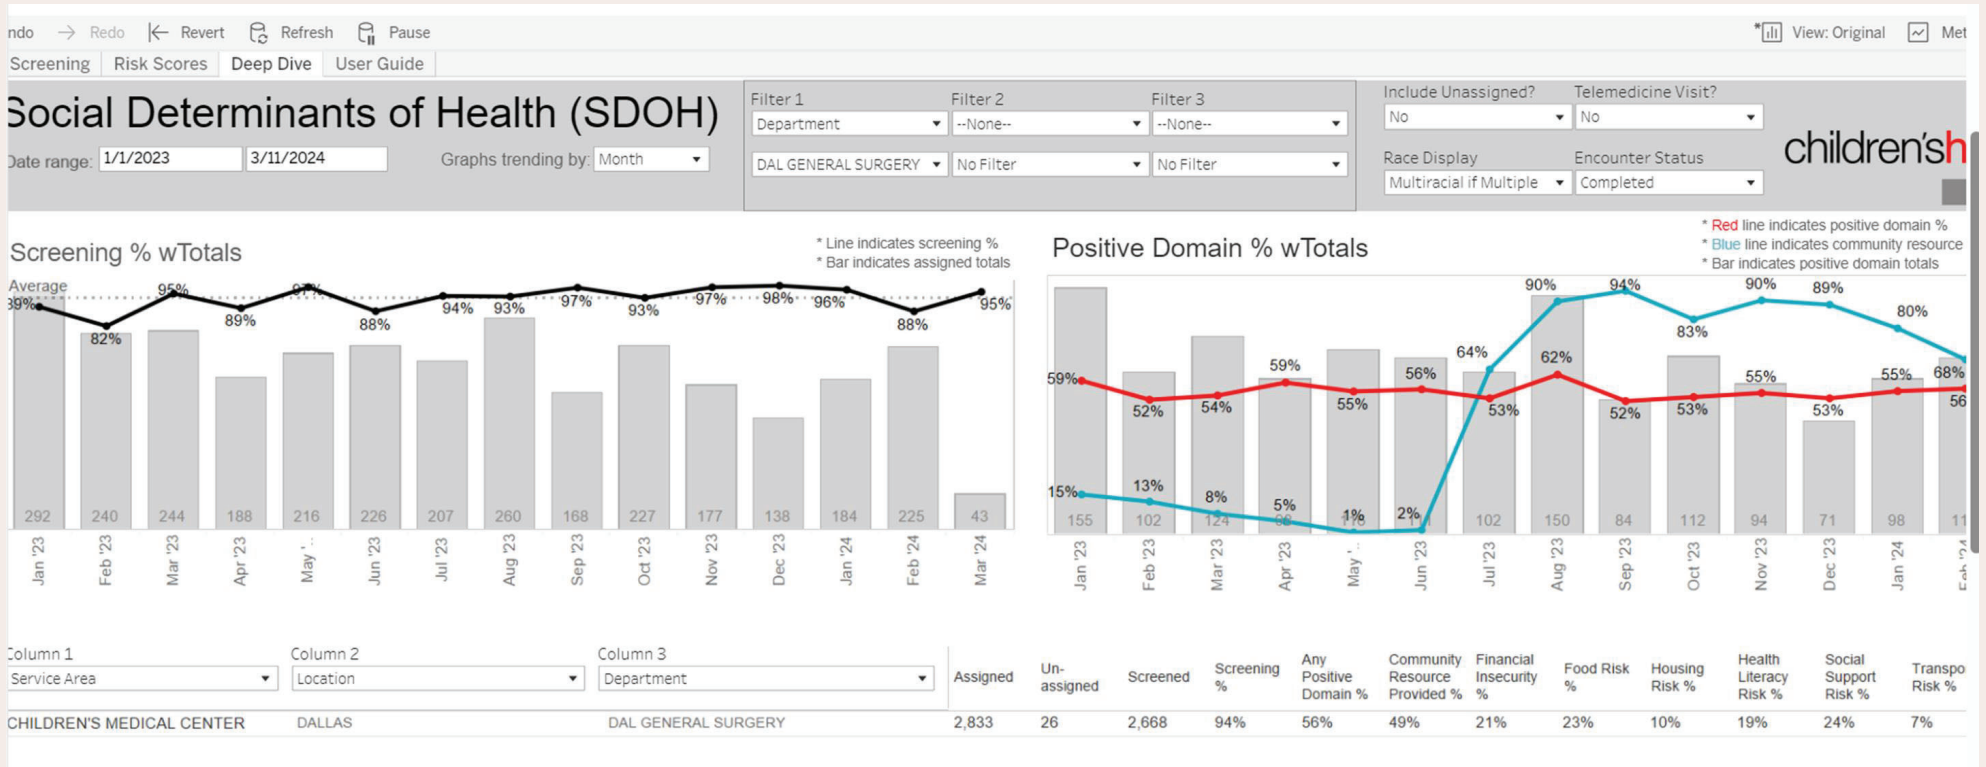 ndo Redo Revert Refresh Pause View: Original Met
Screening Risk Scores Deep Dive User Guide
Social Determinants of Health (SDOH)
Date range: 1/1/2023 3/11/2024 Graphs trending by: Month
Filter 1 Filter 2 Filter 3
Department --None-- --None--
DAL GENERAL SURGERY No Filter No Filter
Include Unassigned? Telemedicine Visit?
No No
Race Display Encounter Status
Multiracial if Multiple Completed
children'sh
Screening % wTotals
* Line indicates screening %
* Bar indicates assigned totals
Average
89% 82% 95% 89% 97% 88% 94% 93% 97% 93% 97% 98% 96% 88% 95%
292 240 244 188 216 226 207 260 168 227 177 138 184 225 43
Jan '23 Feb '23 Mar '23 Apr '23 May '.. Jun '23 Jul '23 Aug '23 Sep '23 Oct '23 Nov '23 Dec '23 Jan '24 Feb '24 Mar '24
Positive Domain % wTotals
* Red line indicates positive domain %
* Blue line indicates community resource
* Bar indicates positive domain totals
90% 94% 83% 90% 89% 80% 68%
59% 52% 54% 59% 55% 56% 64% 53% 62% 52% 53% 55% 53% 55% 56
15% 13% 8% 5% 1% 2%
155 102 124 102 150 84 112 94 71 98 11
Jan '23 Feb '23 Mar '23 Apr '23 May '.. Jun '23 Jul '23 Aug '23 Sep '23 Oct '23 Nov '23 Dec '23 Jan '24 Feb '24
Column 1 Column 2 Column 3
Service Area Location Department
Assigned Un-assigned Screened Screening % Any Positive Domain % Community Resource Provided % Financial Insecurity % Food Risk % Housing Risk % Health Literacy Risk % Social Support Risk % Transpo Risk %
CHILDREN'S MEDICAL CENTER DALLAS DAL GENERAL SURGERY 2,833 26 2,668 94% 56% 49% 21% 23% 10% 19% 24% 7%